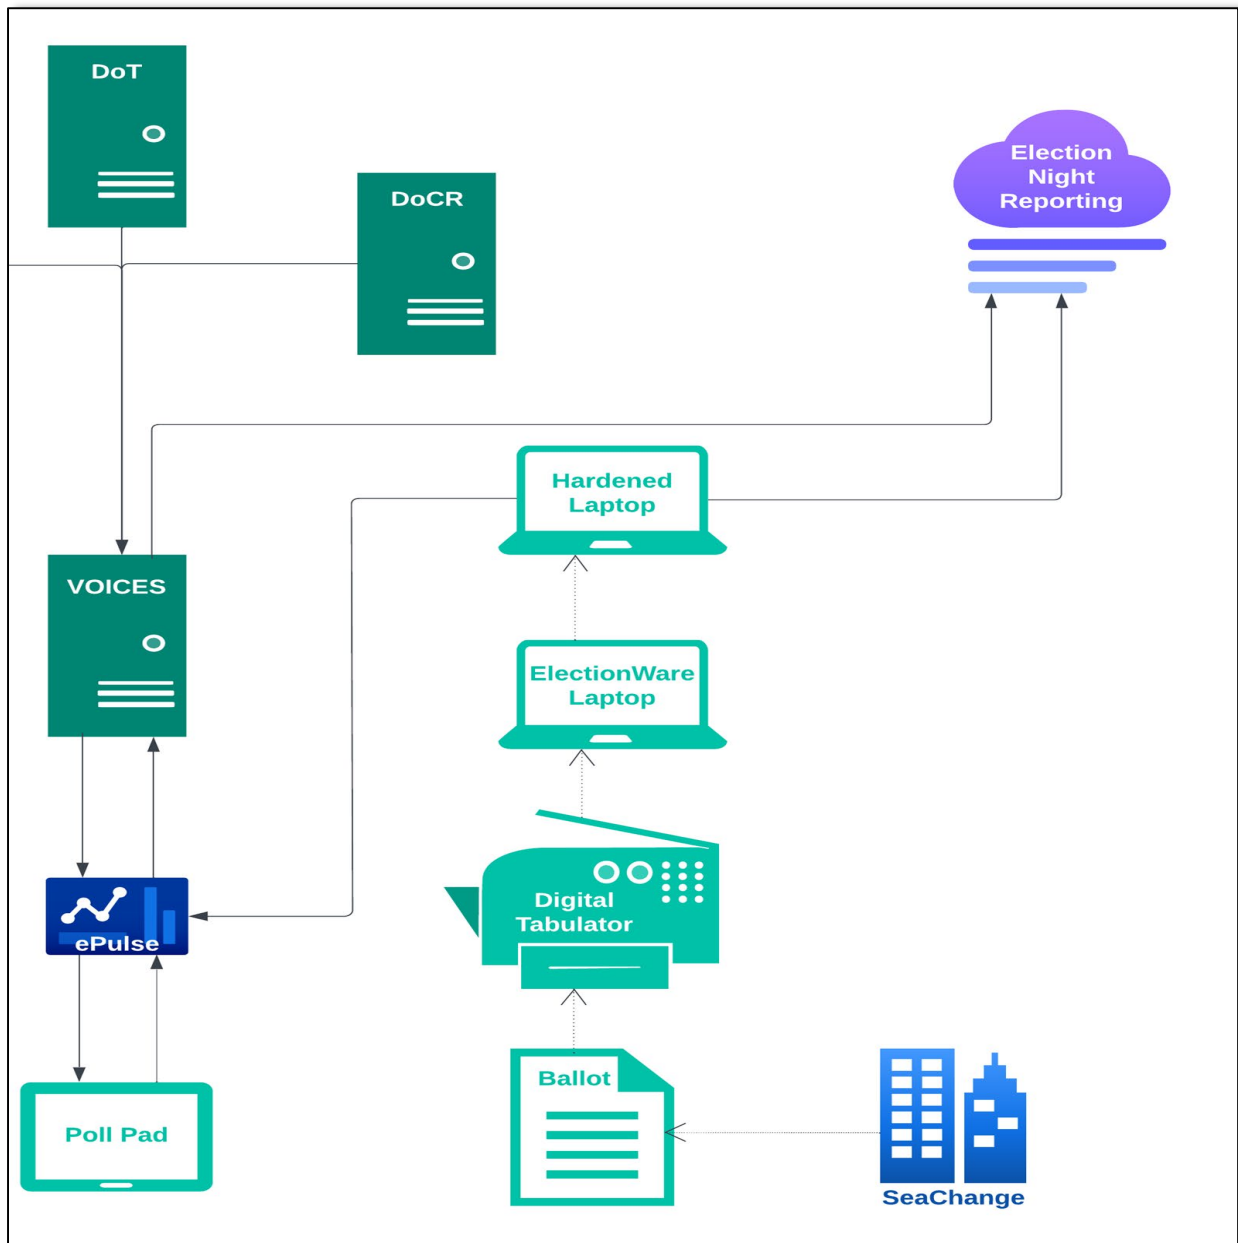 DoT
DoCR
Election
Night
Reporting
Hardened
Laptop
VOICES
ElectionWare
Laptop
Digital
Tabulator
ePulse
Ballot
Poll Pad
SeaChange